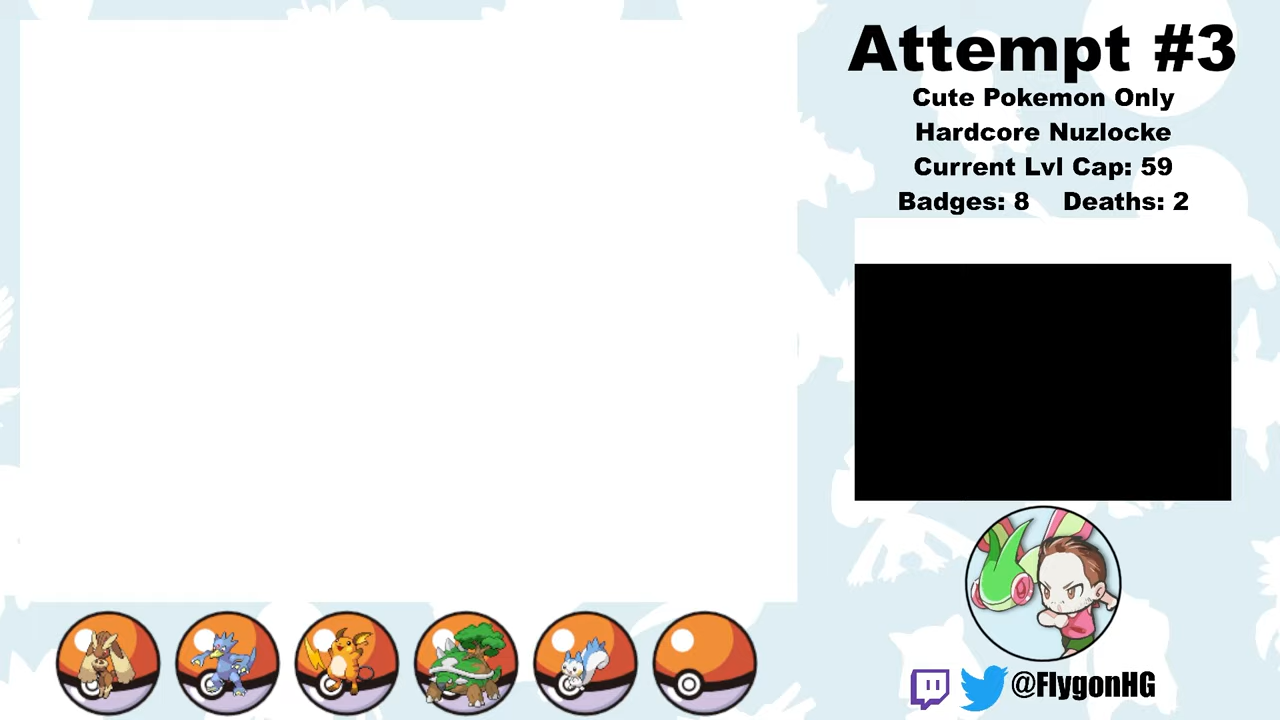 Attempt #3
Cute Pokemon Only
Hardcore Nuzlocke
Current Lvl Cap: 59
Badges: 8 Deaths: 2
@FlygonHG